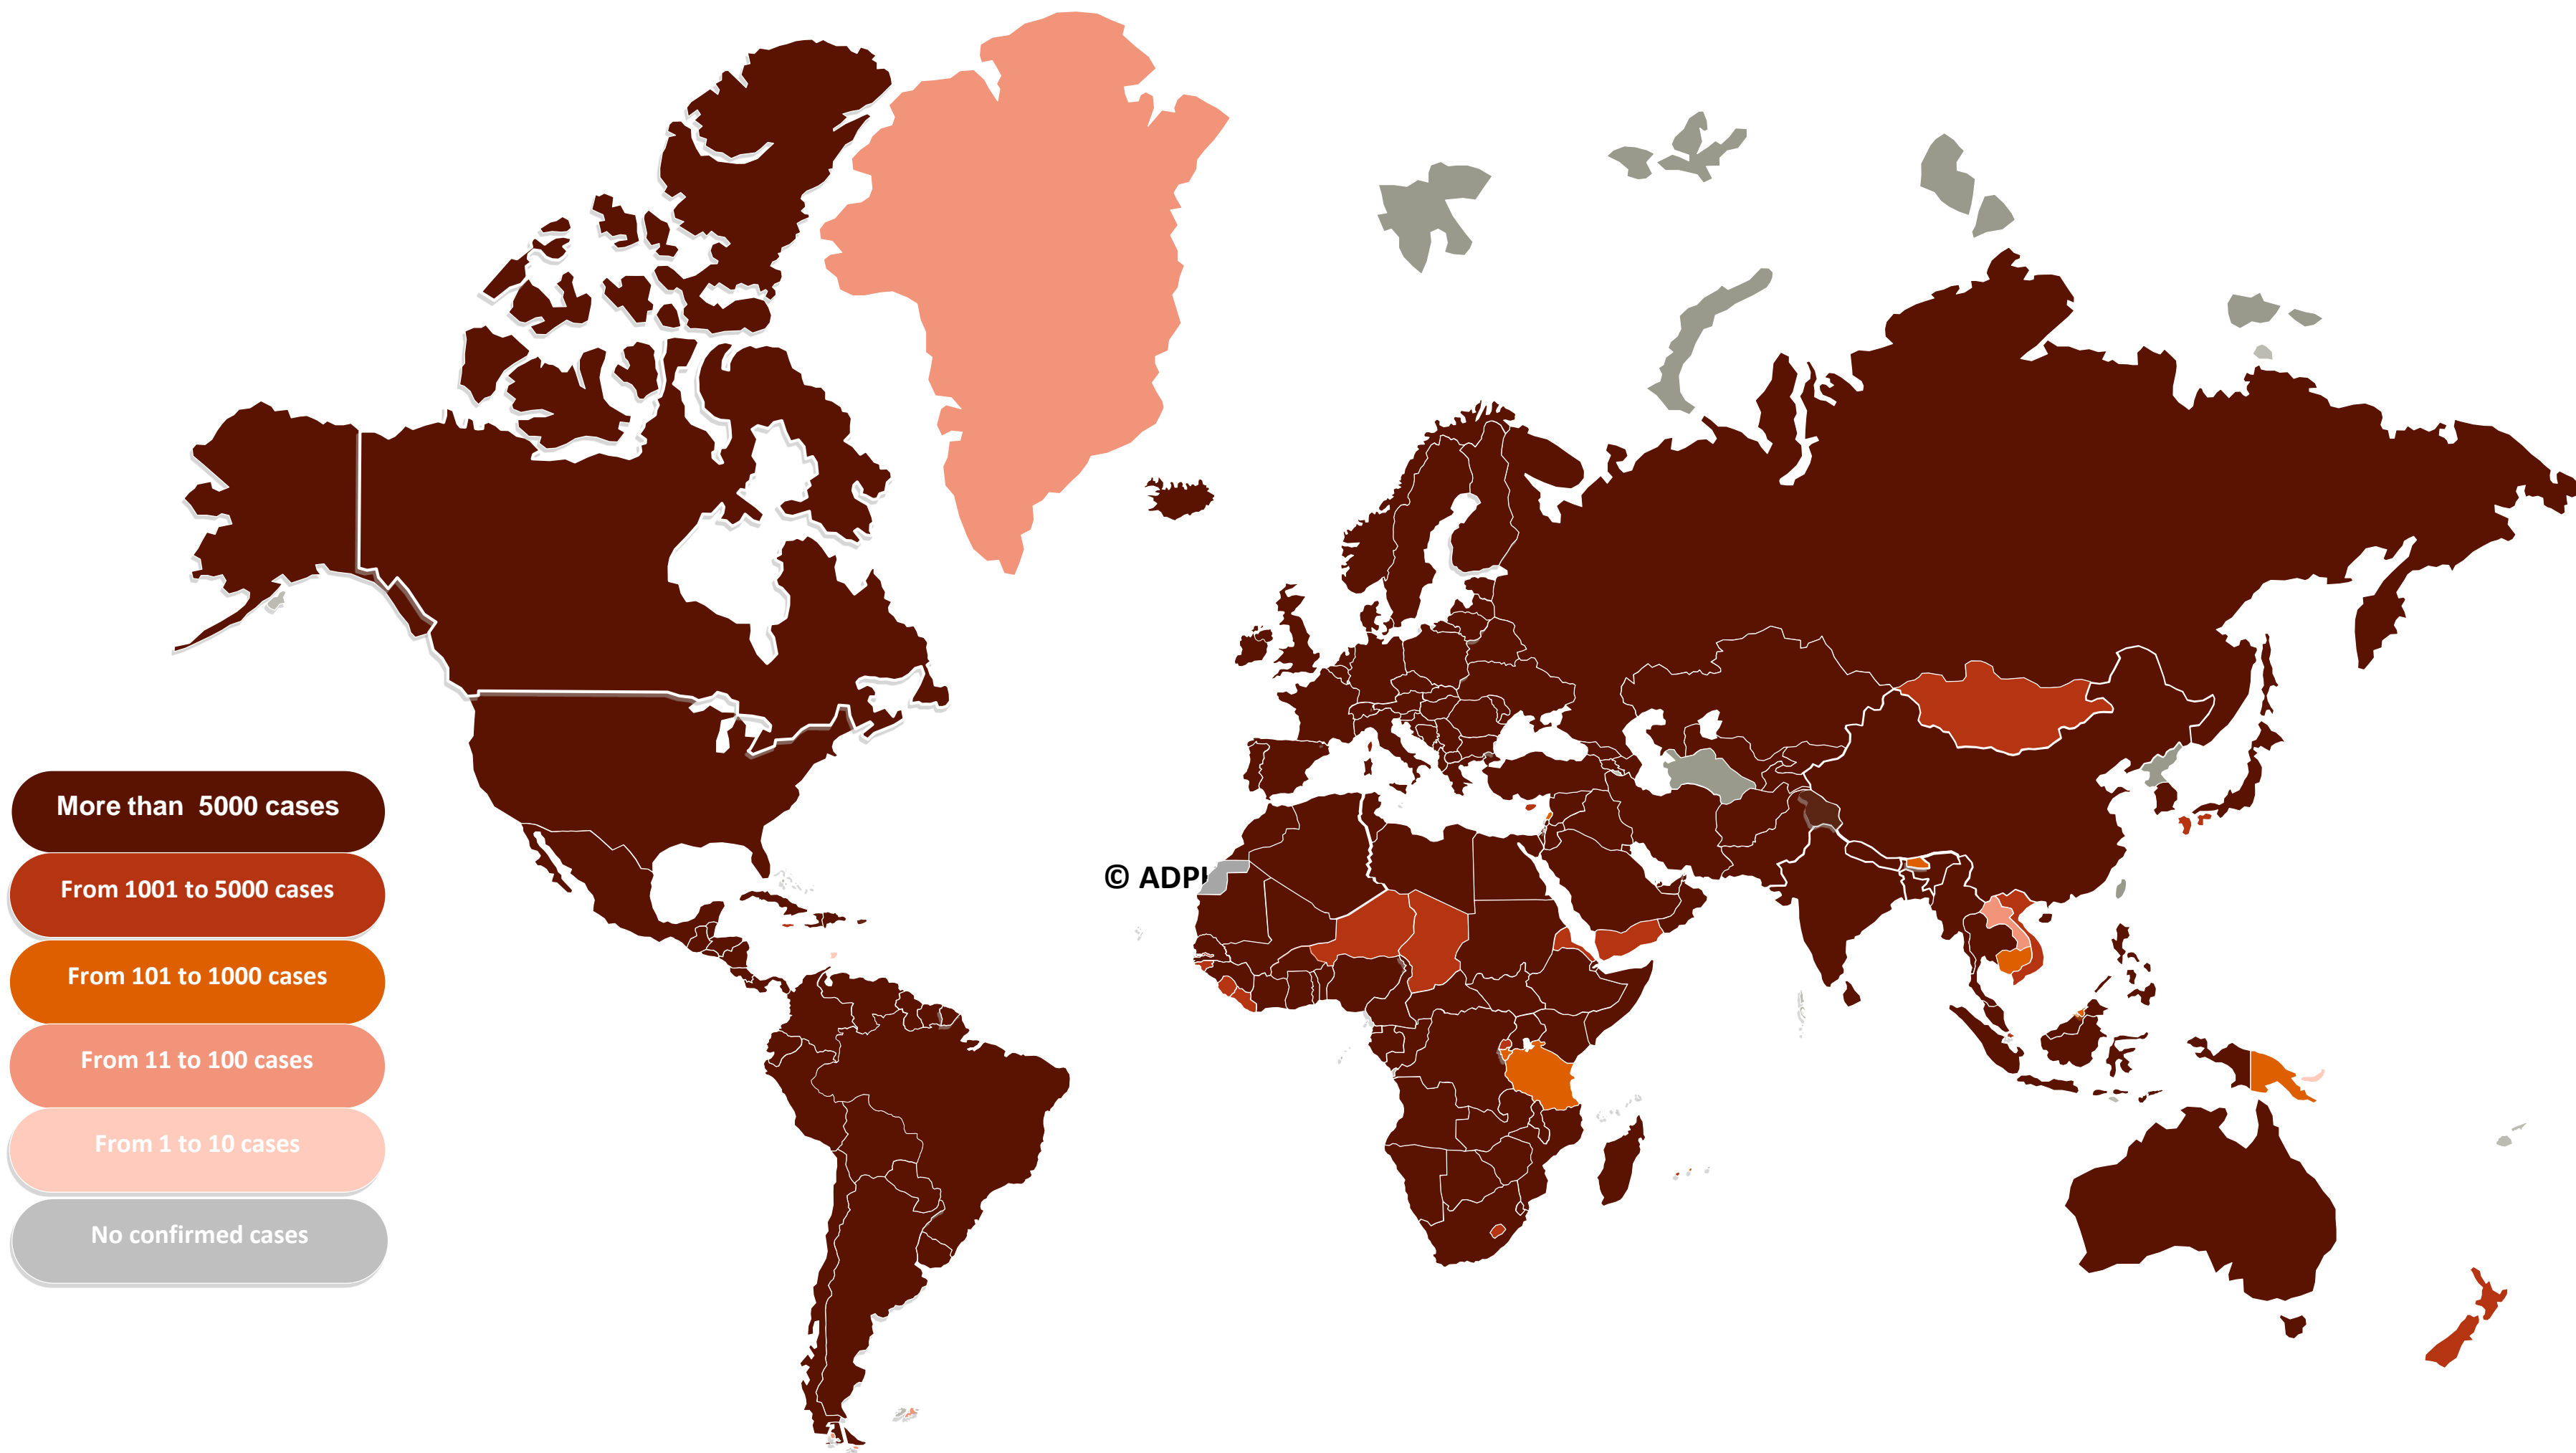 More than 5000 cases
From 1001 to 5000 cases
From 101 to 1000 cases
From 11 to 100 cases
From 1 to 10 cases
No confirmed cases
©